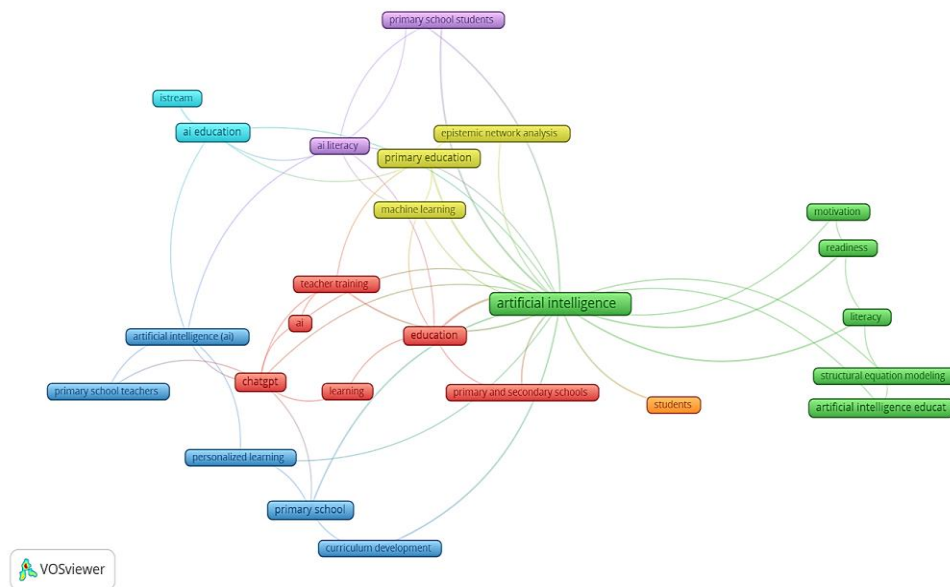 primary school students
istream
ai education
epistemic network analysis
ai literacy
primary education
machine learning
motivation
readiness
teacher training
artificial intelligence
literacy
ai
education
artificial intelligence (ai)
structural equation modeling
chatgpt
primary school teachers
learning
primary and secondary schools
students
artificial intelligence educat
personalized learning
primary school
curriculum development
VOSviewer